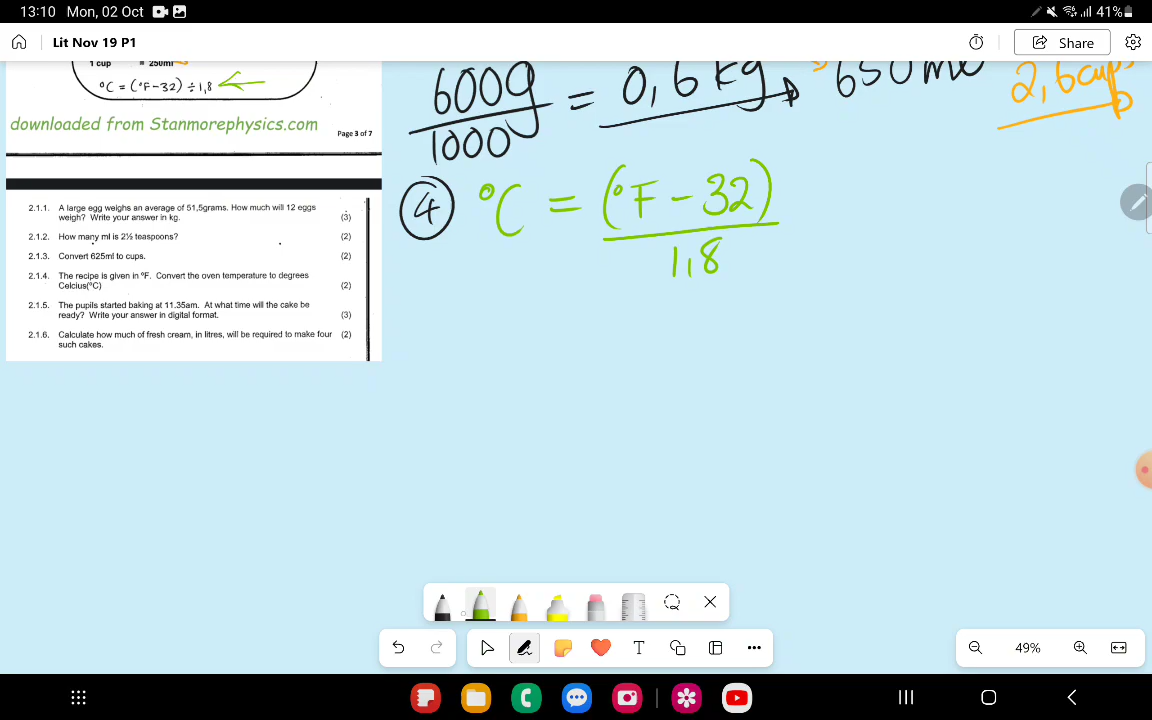 13:10 Mon, 02 Oct
41%
Lit Nov 19 P1
Share
1 cup = 250ml
°C = (°F-32) ÷ 1,8
downloaded from Stanmorephysics.com
Page 3 of 7
2.1.1. A large egg weighs an average of 51,5grams. How much will 12 eggs
weigh? Write your answer in kg. (3)
2.1.2. How many ml is 2½ teaspoons? (2)
2.1.3. Convert 625ml to cups. (2)
2.1.4. The recipe is given in ºF. Convert the oven temperature to degrees
Celcius(ºC) (2)
2.1.5. The pupils started baking at 11.35am. At what time will the cake be
ready? Write your answer in digital format. (3)
2.1.6. Calculate how much of fresh cream, in litres, will be required to make four (2)
such cakes.
600g
1000
= 0,6 kg
650ml
2,6 cups
4 °C = (°F - 32)
1,8
T
49%